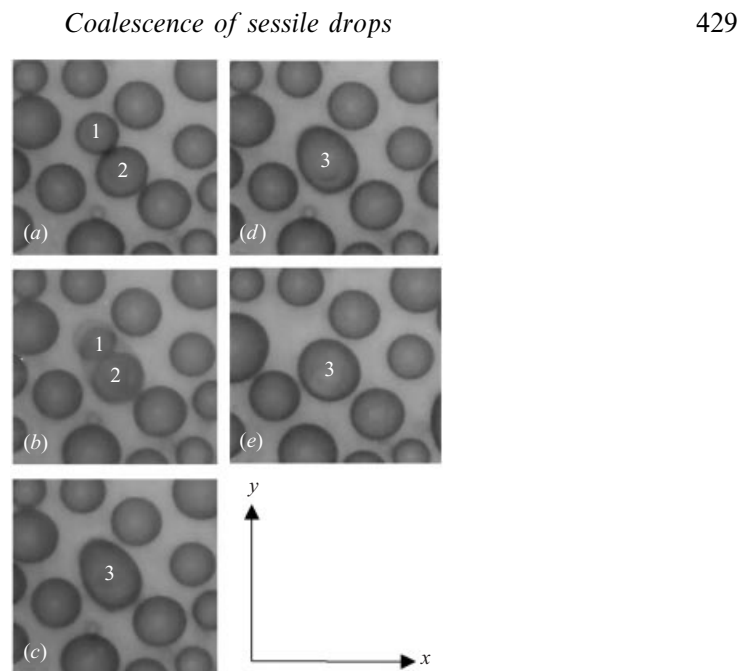 Coalescence of sessile drops 429
1
2
(a)
3
(d)
1
2
(b)
3
(e)
3
(c)
y
x